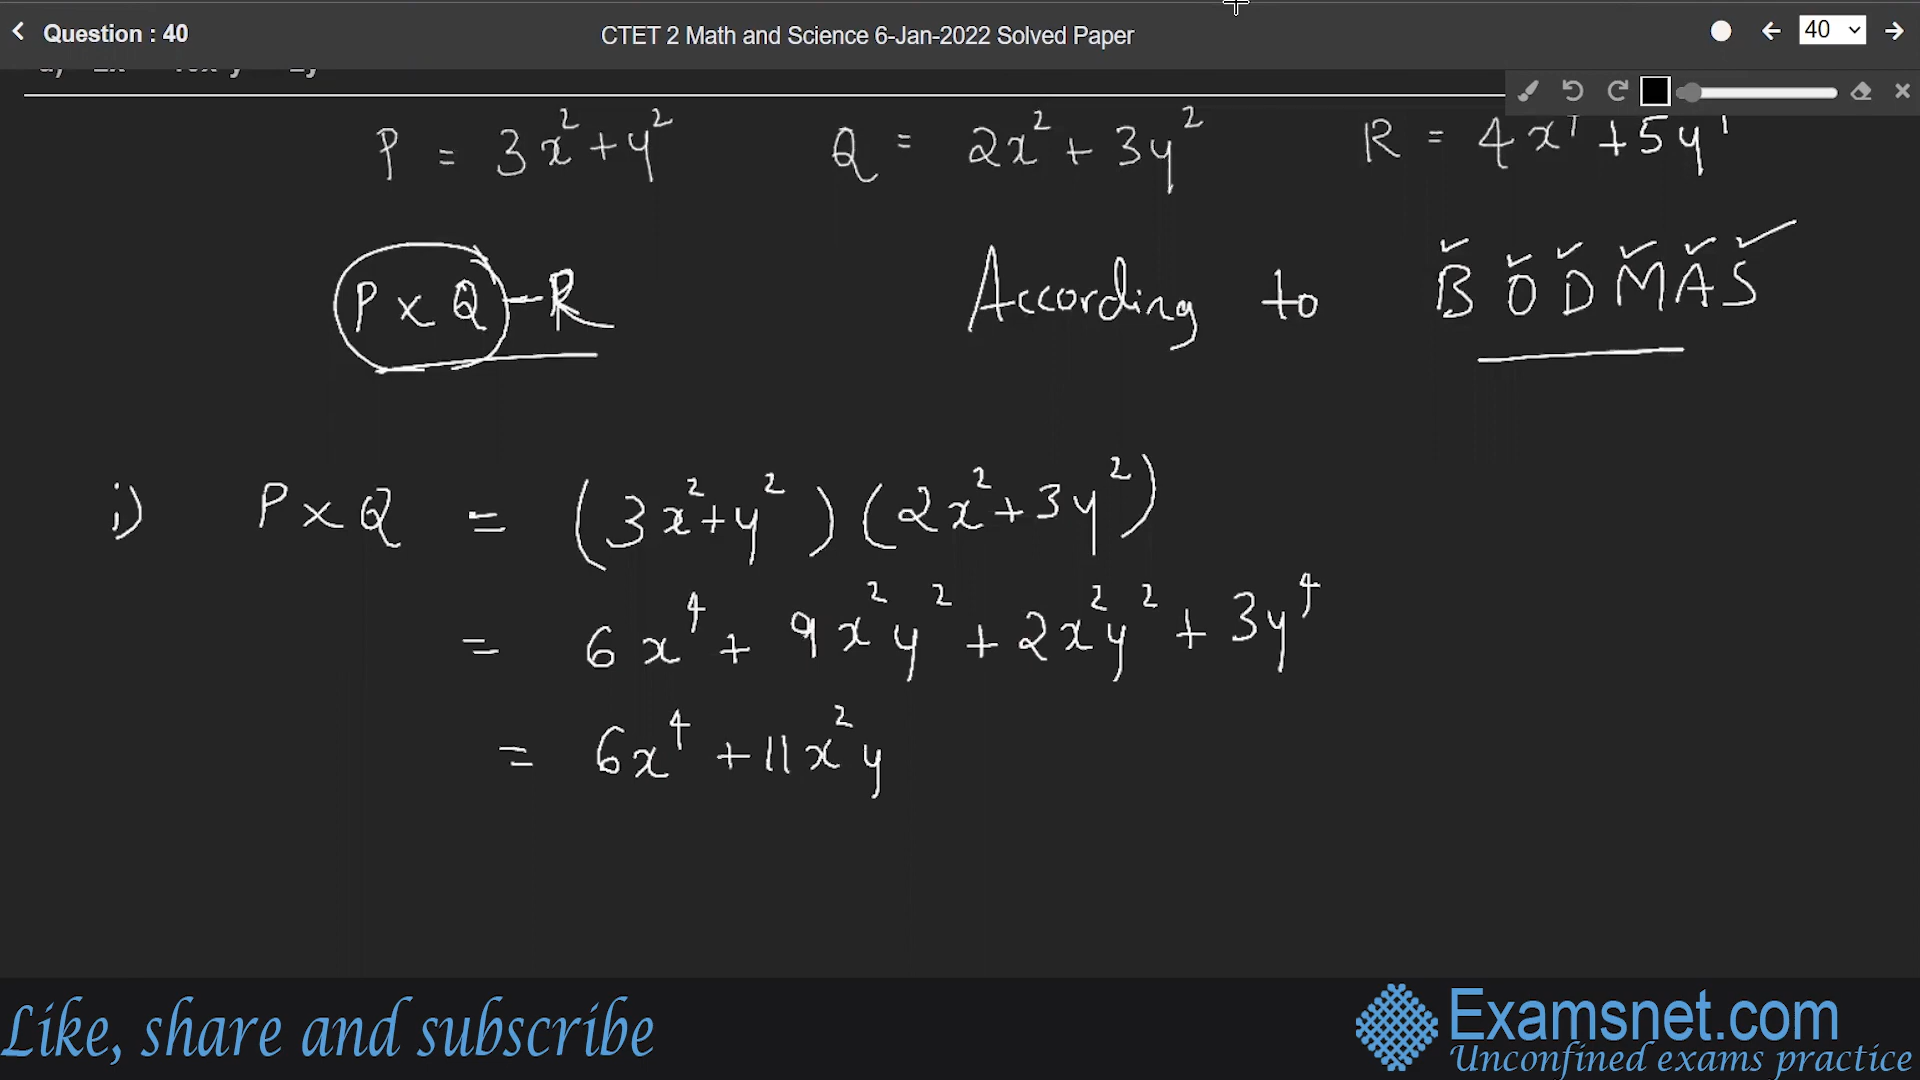 Question : 40
CTET 2 Math and Science 6-Jan-2022 Solved Paper
40
P = 3x² + y² Q = 2x² + 3y² R = 4x⁴ + 5y⁴
P x Q - R According to BODMAS
i) P x Q = (3x² + y²) (2x² + 3y²)
= 6x⁴ + 9x²y² + 2x²y² + 3y⁴
= 6x⁴ + 11x²y
Like, share and subscribe
Examsnet.com
Unconfined exams practice